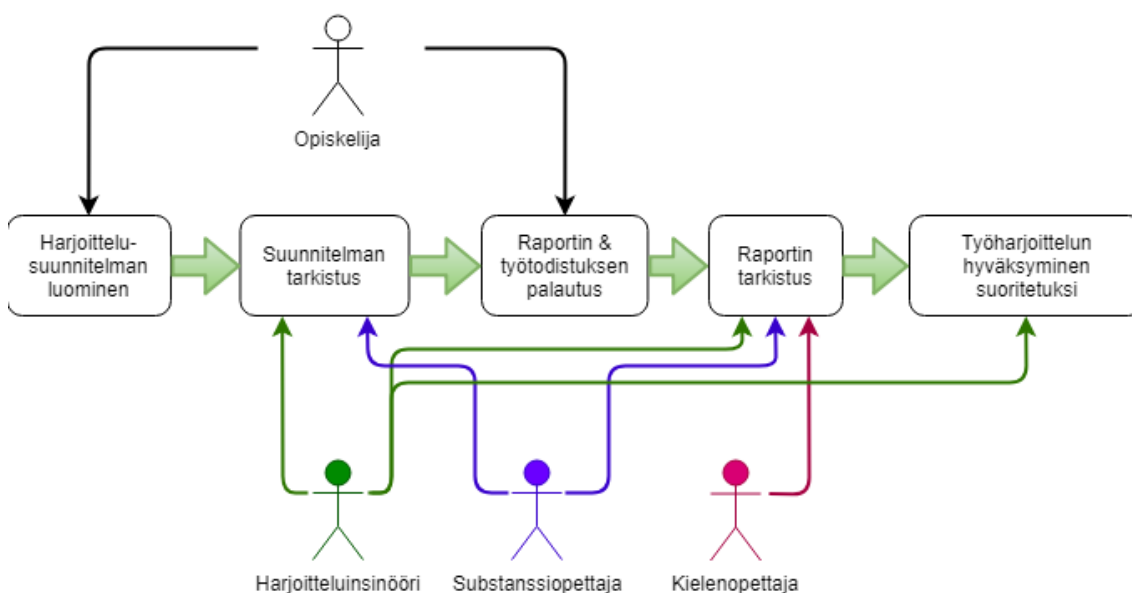 Opiskelija
Harjoittelu-
suunnitelman
luominen
Suunnitelman
tarkistus
Raportin &
työtodistuksen
palautus
Raportin
tarkistus
Työharjoittelun
hyväksyminen
suoritetuksi
Harjoitteluinsinööri
Substanssiopettaja
Kielenopettaja